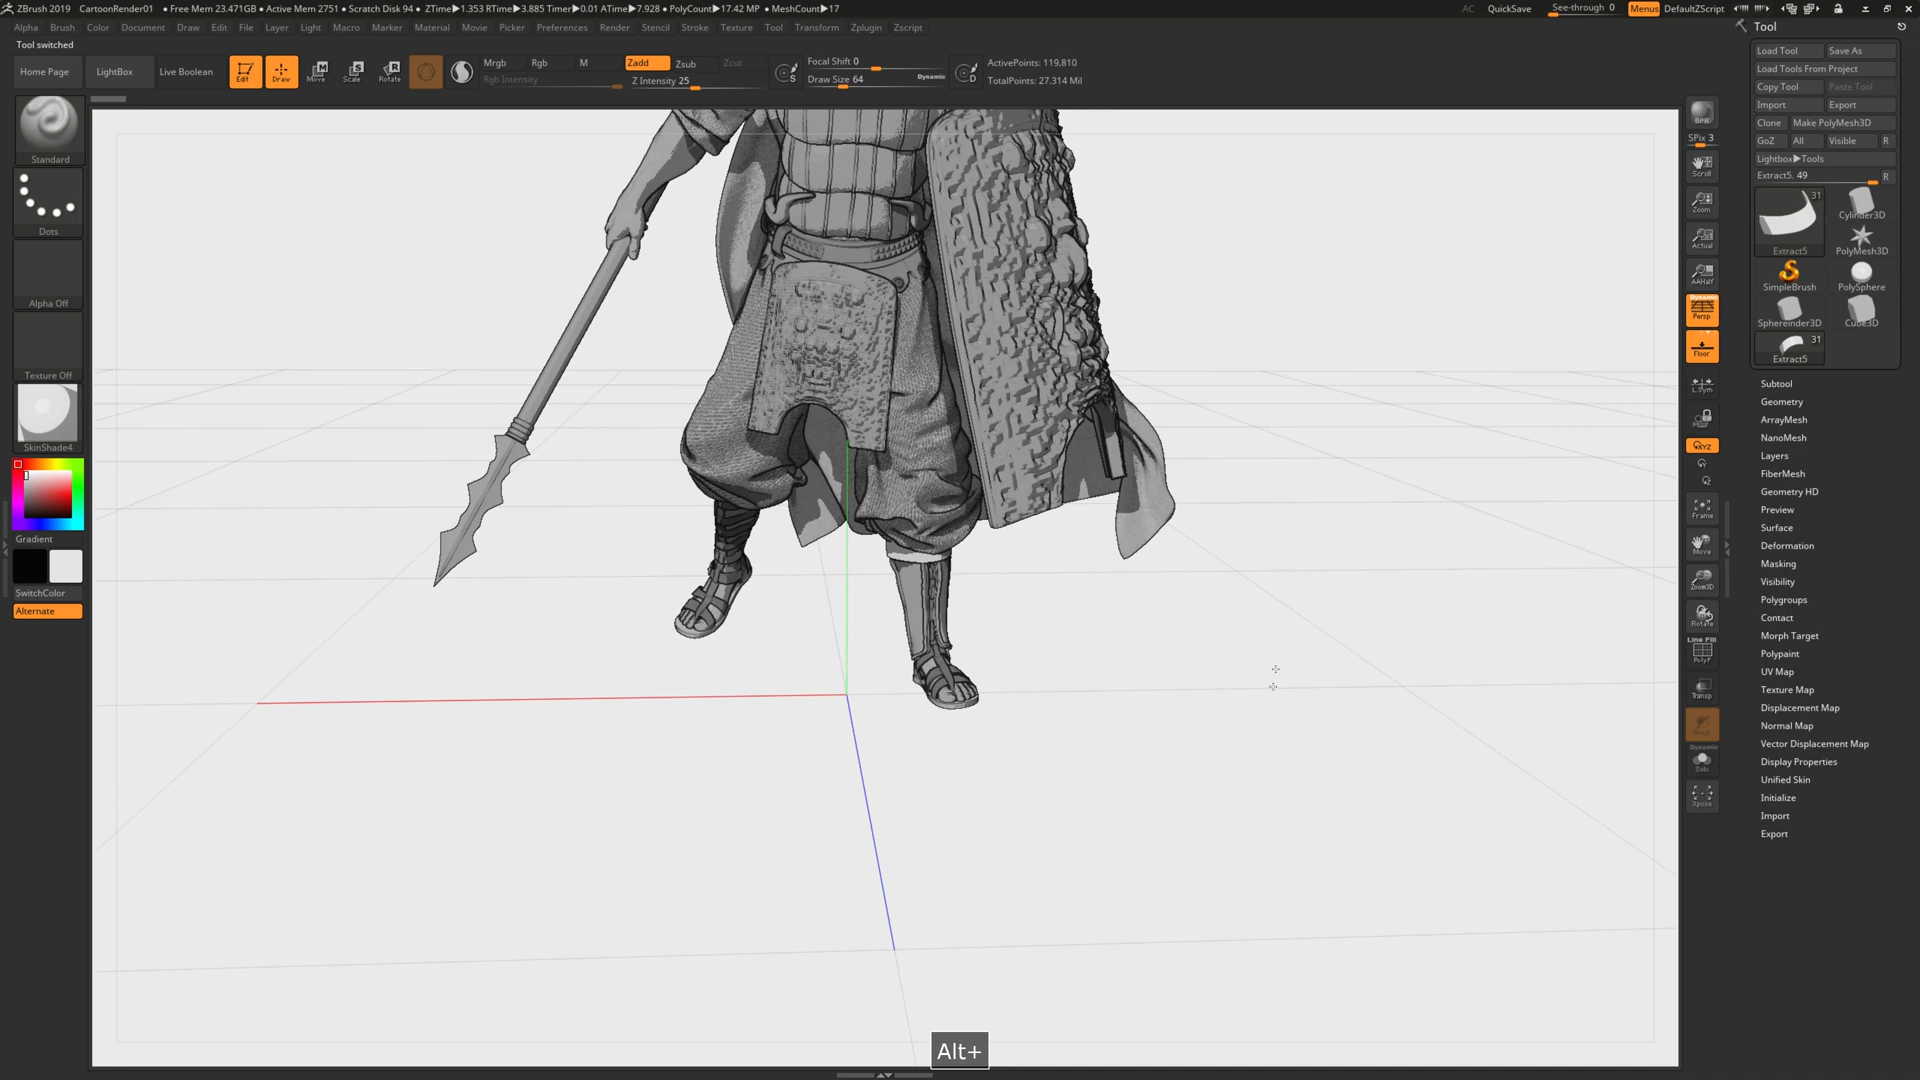 ZBrush 2019 CartoonRender01 • Free Mem 23.471GB • Active Mem 2751 • Scratch Disk 94 • ZTime▶1.353 RTime▶3.885 Timer▶0.01 ATime▶7.928 • PolyCount▶17.42 MP • MeshCount▶17 AC QuickSave See-through 0 Menus DefaultZScript
Alpha Brush Color Document Draw Edit File Layer Light Macro Marker Material Movie Picker Preferences Render Stencil Stroke Texture Tool Transform Zplugin Zscript
Tool switched
Home Page LightBox Live Boolean Edit Draw Move Scale Rotate
Mrgb Rgb M Zadd Zsub Zcut
Rgb Intensity Z Intensity 25
Focal Shift 0
Draw Size 64 Dynamic
ActivePoints: 119,810
TotalPoints: 27.314 Mil
Standard
Dots
Alpha Off
Texture Off
SkinShade4
Gradient
SwitchColor
Alternate
Alt+
BPR
SPix 3
Scroll
Zoom
Actual
AAHalf
Dynamic
Persp
Floor
L.Sym
XYZ
Frame
Move
Zoom3D
Rotate
Line Fill
PolyF
Transp
Ghost
Dynamic
Solo
Xpose
Tool
Load Tool Save As
Load Tools From Project
Copy Tool Paste Tool
Import Export
Clone Make PolyMesh3D
GoZ All Visible R
Lightbox▶Tools
Extract5. 49 R
31
Extract5
Cylinder3D
PolyMesh3D
SimpleBrush PolySphere
Sphereinder3D Cube3D
31
Extract5
Subtool
Geometry
ArrayMesh
NanoMesh
Layers
FiberMesh
Geometry HD
Preview
Surface
Deformation
Masking
Visibility
Polygroups
Contact
Morph Target
Polypaint
UV Map
Texture Map
Displacement Map
Normal Map
Vector Displacement Map
Display Properties
Unified Skin
Initialize
Import
Export